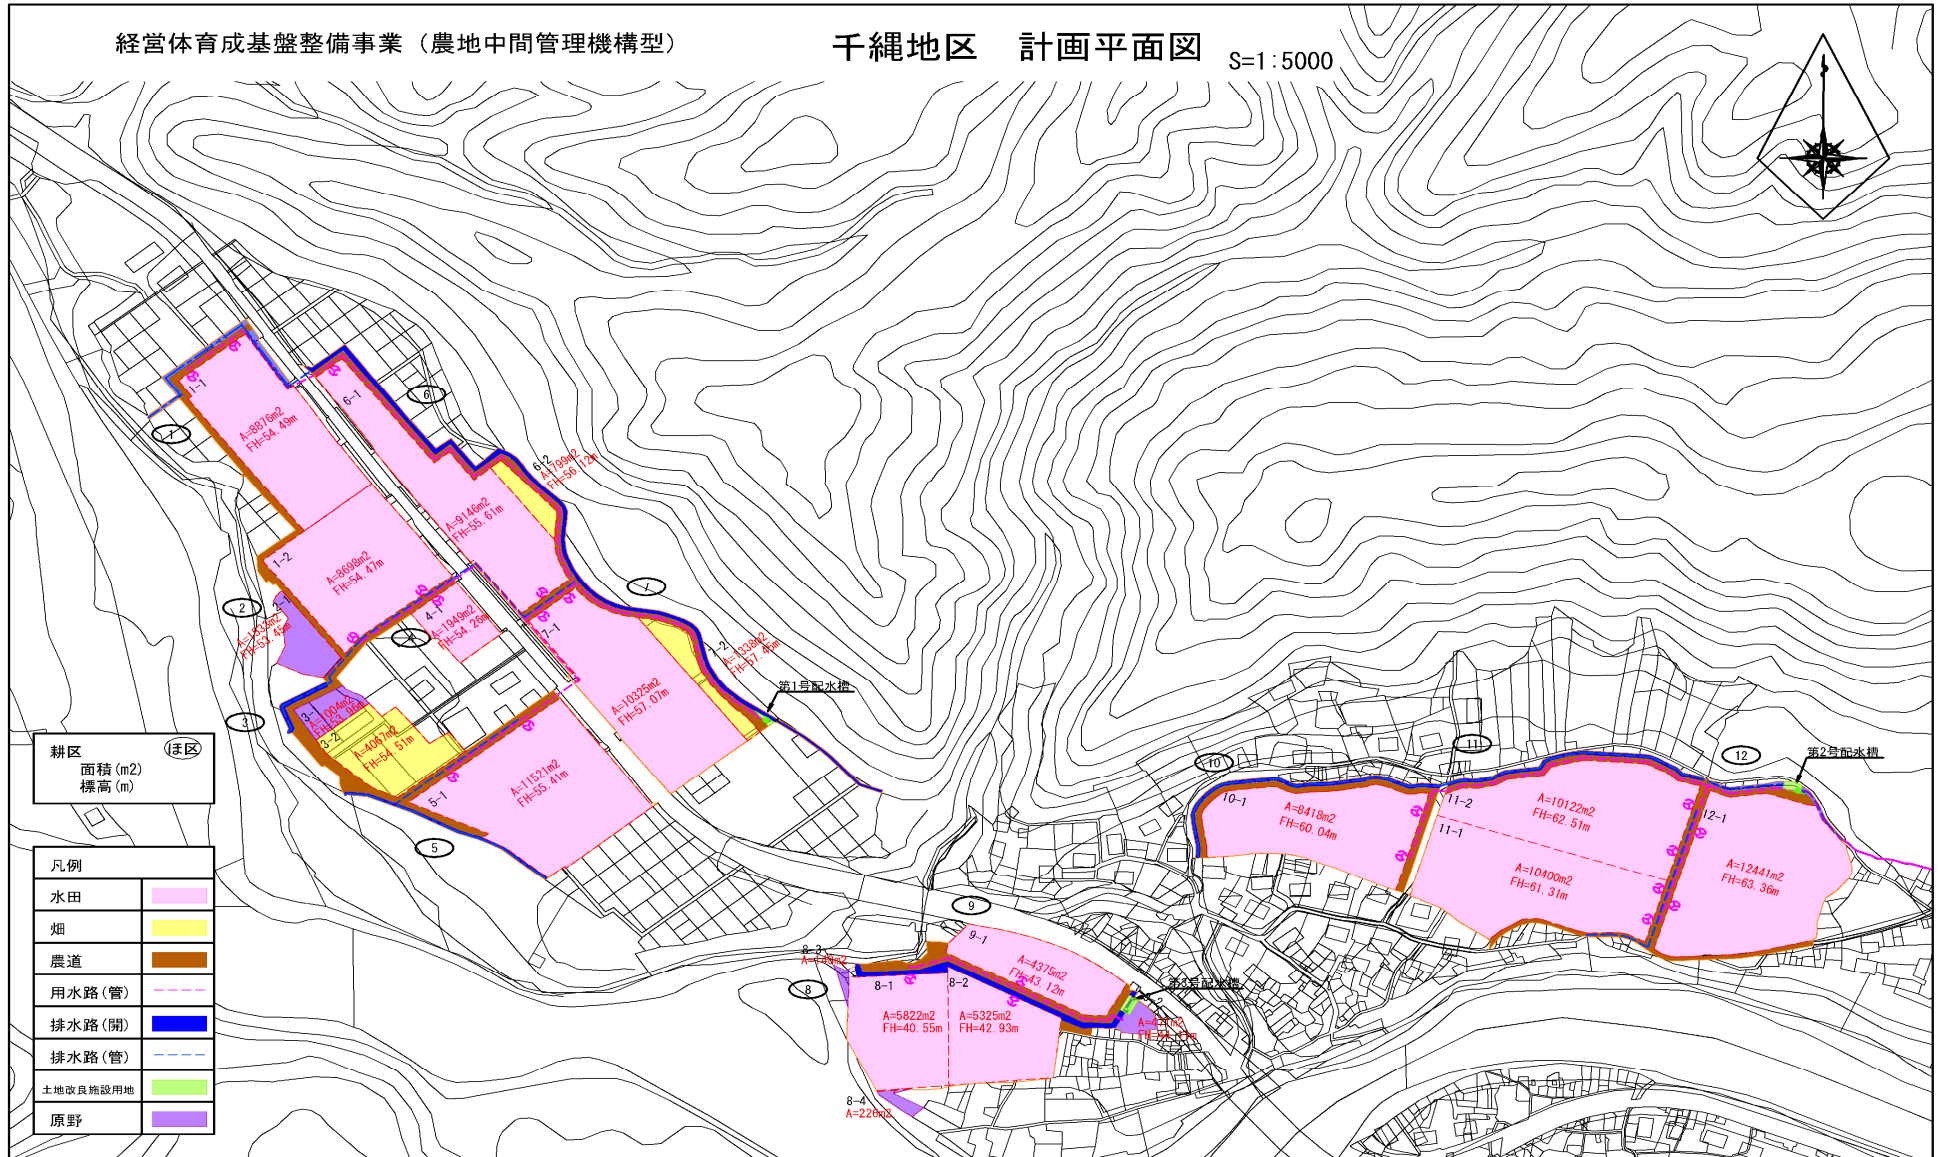 経営体育成基盤整備事業（農地中間管理機構型）
千縄地区　計画平面図
S=1:5000
1
1-1
A=8876m2
FH=54.49m
6
6-1
A=9146m2
FH=55.61m
6-2
A=799m2
FH=56.12m
1-2
A=8698m2
FH=54.47m
2
2-1
4-1
A=1949m2
FH=54.26m
7-1
A=10325m2
FH=57.07m
7-2
A=1338m2
FH=57.45m
第1号配水槽
3
A=1004m2
FH=53.96m
3-2
A=4067m2
FH=54.51m
5
5-1
A=11521m2
FH=55.41m
耕区
ほ区
面積(m2)
標高(m)
凡例
水田
畑
農道
用水路(管)
排水路(開)
排水路(管)
土地改良施設用地
原野
8
8-3
8-1
A=5822m2
FH=40.55m
8-2
A=5325m2
FH=42.93m
8-4
A=226m2
9
9-1
A=4375m2
FH=43.12m
第3号配水槽
10
10-1
A=8418m2
FH=60.04m
11
11-2
A=10122m2
FH=62.51m
11-1
A=10400m2
FH=61.31m
12
12-1
A=12441m2
FH=63.36m
第2号配水槽